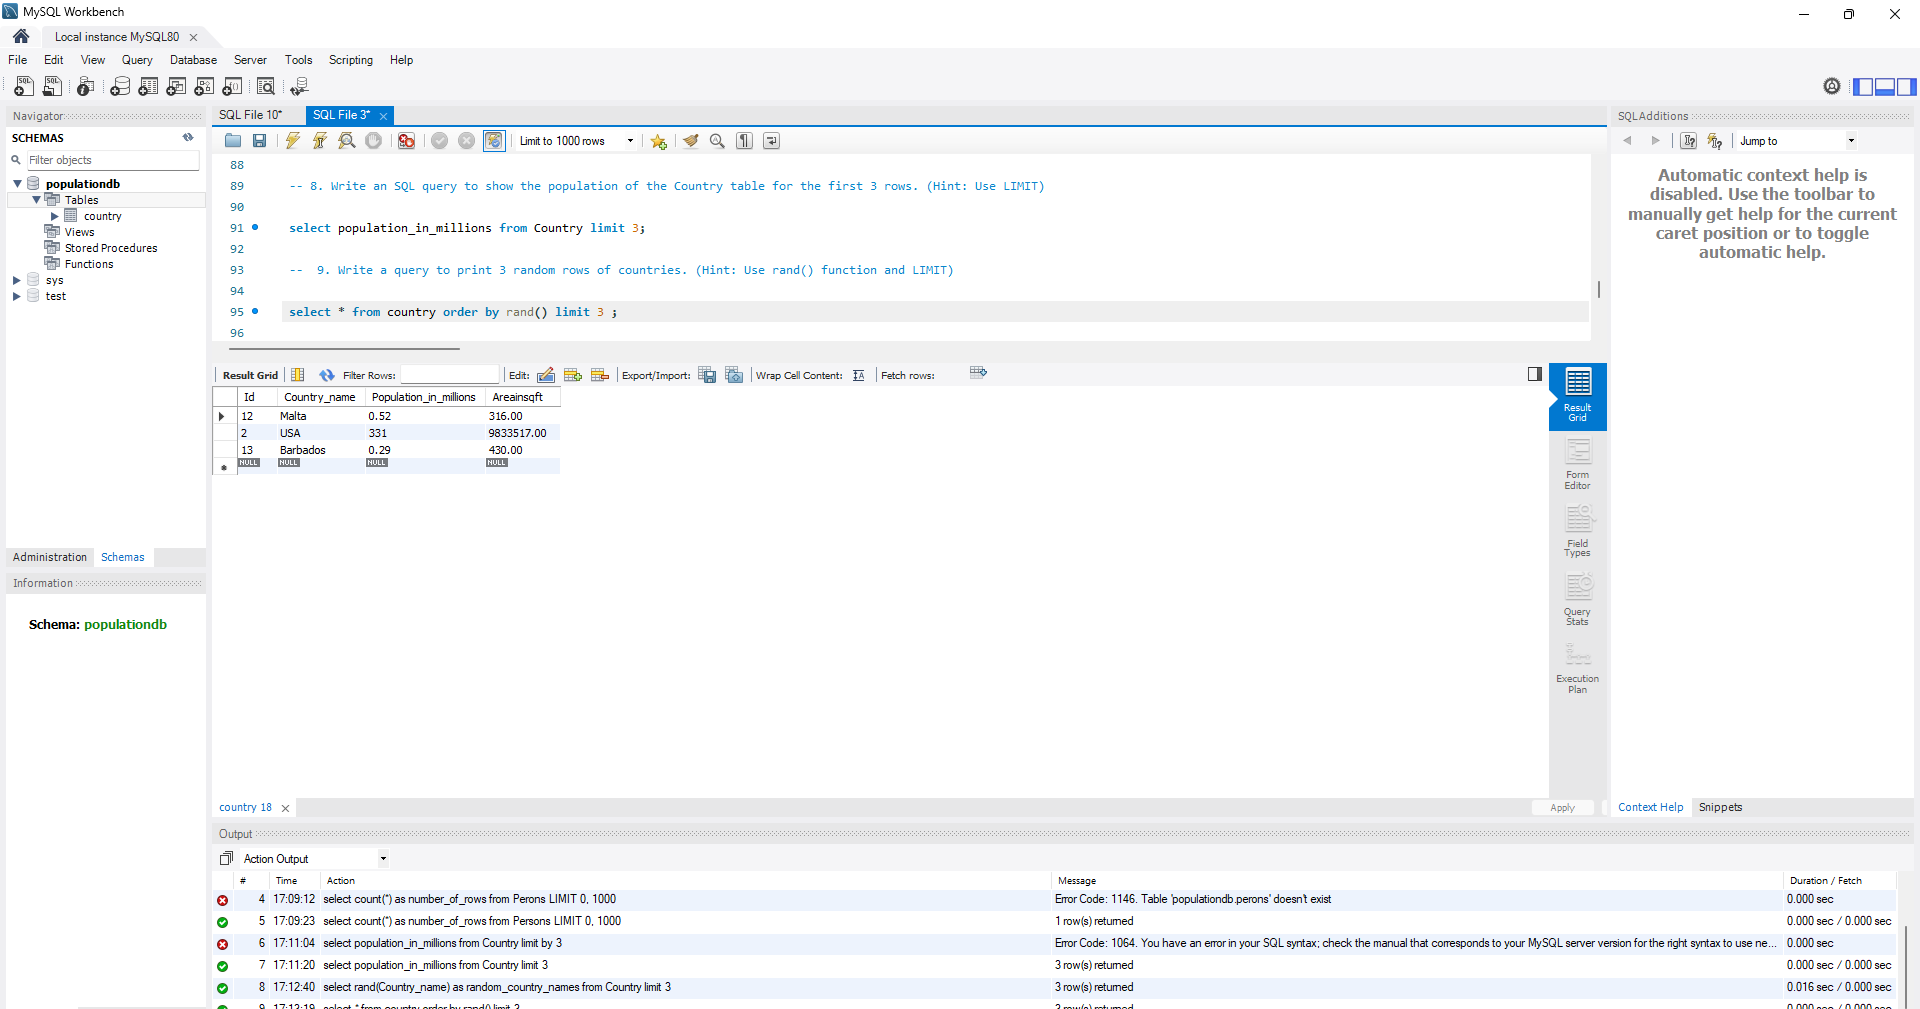 MySQL Workbench
Local instance MySQL80
File Edit View Query Database Server Tools Scripting Help
Navigator
SCHEMAS
Filter objects
populationdb
Tables
country
Views
Stored Procedures
Functions
sys
test
Administration Schemas
Information
Schema: populationdb
SQL File 10* SQL File 3*
Limit to 1000 rows
88
89 -- 8. Write an SQL query to show the population of the Country table for the first 3 rows. (Hint: Use LIMIT)
90
91 select population_in_millions from Country limit 3;
92
93 -- 9. Write a query to print 3 random rows of countries. (Hint: Use rand() function and LIMIT)
94
95 select * from country order by rand() limit 3 ;
96
Result Grid Filter Rows: Edit: Export/Import: Wrap Cell Content: Fetch rows:
Id Country_name Population_in_millions Areainsqft
12 Malta 0.52 316.00
2 USA 331 9833517.00
13 Barbados 0.29 430.00
NULL NULL NULL NULL
Result
Grid
Form
Editor
Field
Types
Query
Stats
Execution
Plan
country 18
Apply
SQLAdditions
Jump to
Automatic context help is
disabled. Use the toolbar to
manually get help for the current
caret position or to toggle
automatic help.
Context Help Snippets
Output
Action Output
# Time Action Message Duration / Fetch
4 17:09:12 select count(*) as number_of_rows from Perons LIMIT 0, 1000 Error Code: 1146. Table 'populationdb.perons' doesn't exist 0.000 sec
5 17:09:23 select count(*) as number_of_rows from Persons LIMIT 0, 1000 1 row(s) returned 0.000 sec / 0.000 sec
6 17:11:04 select population_in_millions from Country limit by 3 Error Code: 1064. You have an error in your SQL syntax; check the manual that corresponds to your MySQL server version for the right syntax to use ne... 0.000 sec
7 17:11:20 select population_in_millions from Country limit 3 3 row(s) returned 0.000 sec / 0.000 sec
8 17:12:40 select rand(Country_name) as random_country_names from Country limit 3 3 row(s) returned 0.016 sec / 0.000 sec
9 17:13:19 select * from country order by rand() limit 3 3 row(s) returned 0.000 sec / 0.000 sec